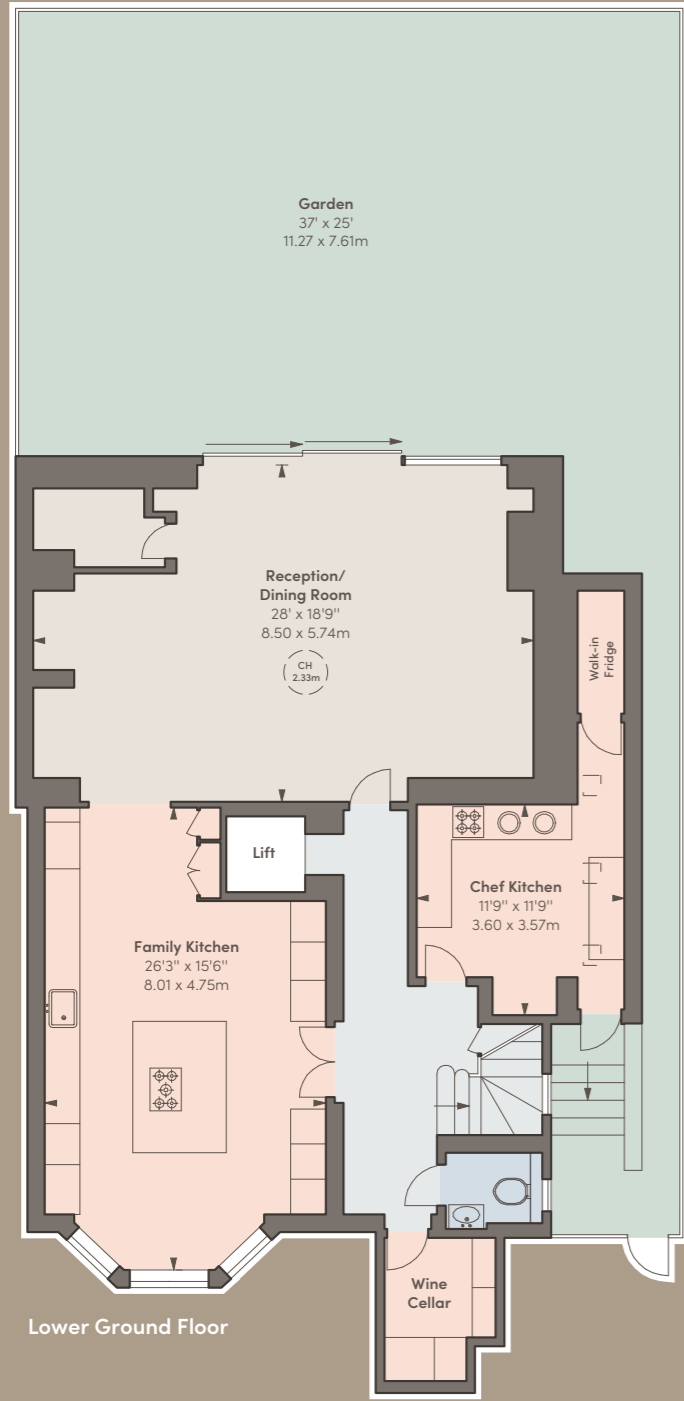 Garden
37' x 25'
11.27 x 7.61m
Reception/
Dining Room
28' x 18'9"
8.50 x 5.74m
CH
2.33m
Walk-in
Fridge
Lift
Chef Kitchen
11'9" x 11'9"
3.60 x 3.57m
Family Kitchen
26'3" x 15'6"
8.01 x 4.75m
Wine
Cellar
Lower Ground Floor